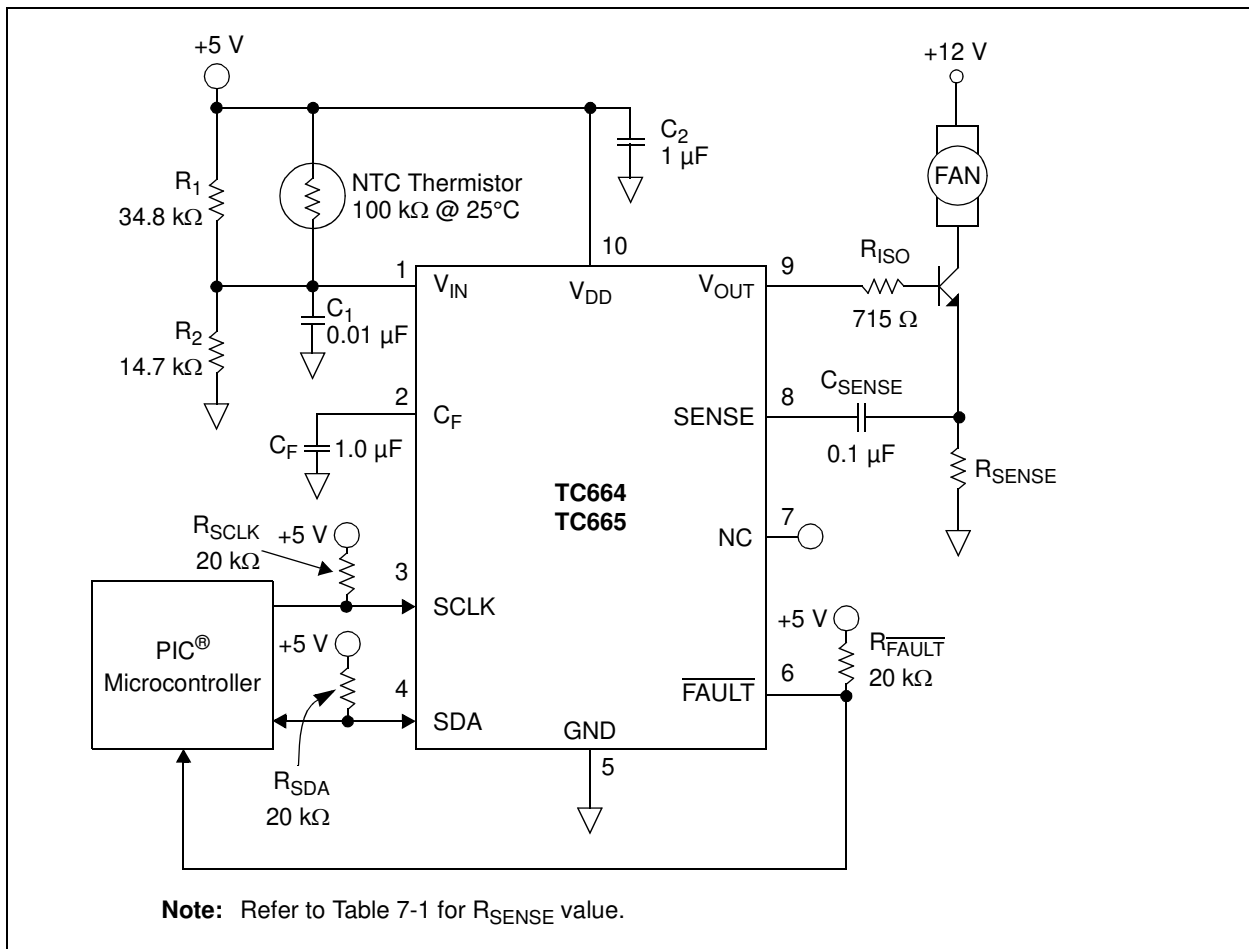 +5 V
+12 V
C2
1 µF
FAN
R1
34.8 kΩ
NTC Thermistor
100 kΩ @ 25°C
10
RISO
1
9
VIN
VDD
VOUT
715 Ω
C1
0.01 µF
R2
14.7 kΩ
2
CSENSE
8
CF
SENSE
CF
1.0 µF
0.1 µF
RSENSE
TC664
TC665
7
NC
RSCLK
20 kΩ
+5 V
3
SCLK
+5 V
RFAULT
20 kΩ
PIC®
Microcontroller
+5 V
4
6
FAULT
SDA
GND
5
RSDA
20 kΩ
Note: Refer to Table 7-1 for RSENSE value.